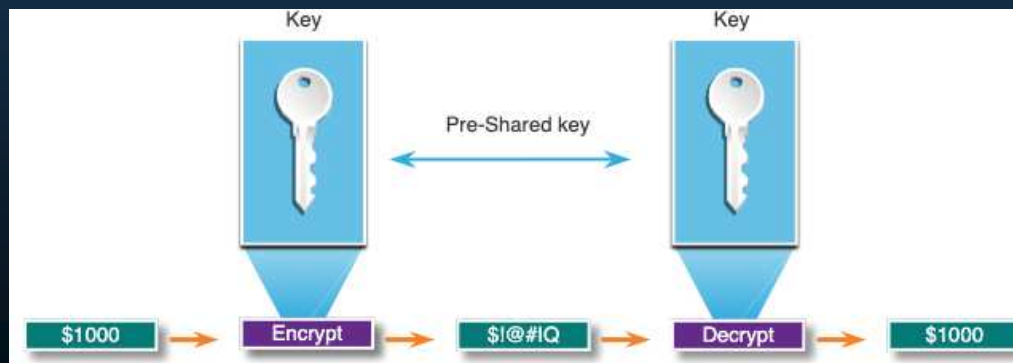 Key
Key
Pre-Shared key
$1000
Encrypt
$!@#IQ
Decrypt
$1000